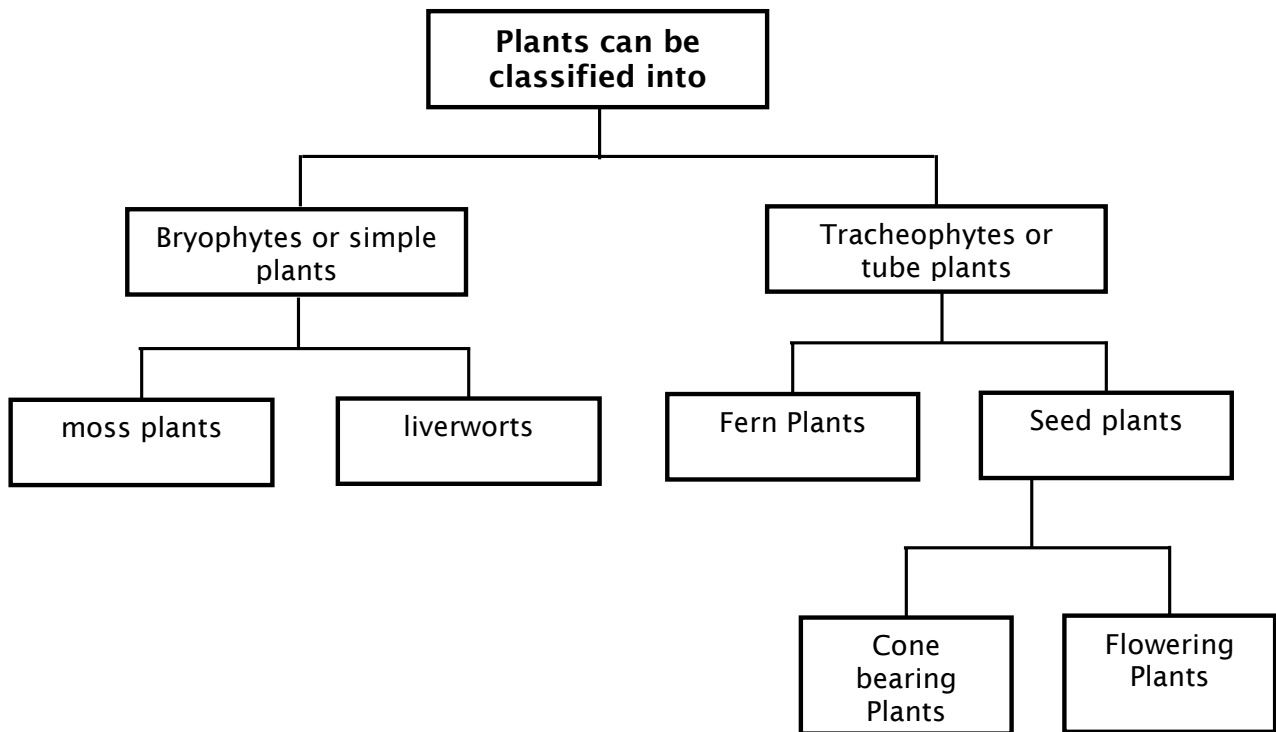 Plants can be
classified into
Bryophytes or simple
plants
Tracheophytes or
tube plants
moss plants
liverworts
Fern Plants
Seed plants
Cone
bearing
Plants
Flowering
Plants